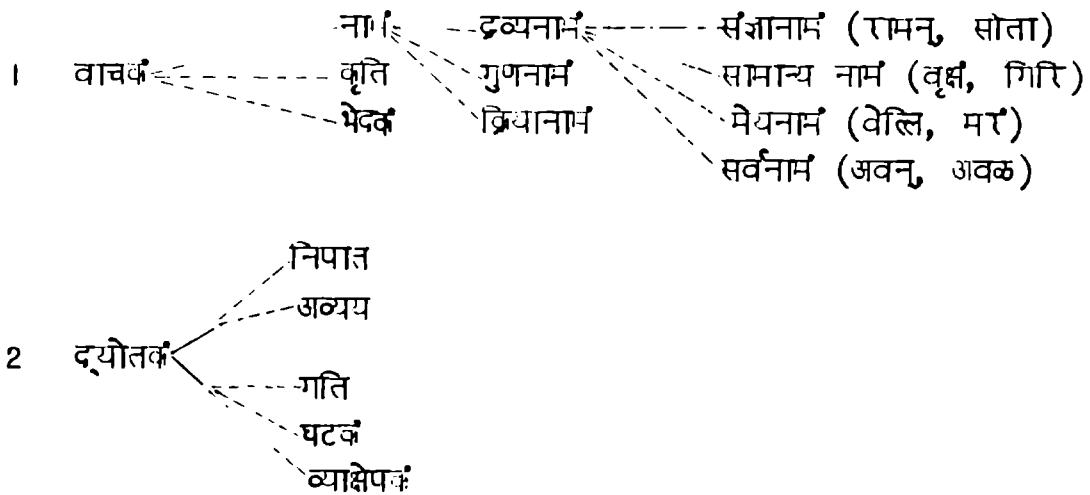 नामं द्रव्यनामं संज्ञानामं (रामन्, सोता)
1 वाचकं कृति गुणनामं सामान्य नामं (वृक्षं, गिरि)
भेदकं क्रियानामं मेयनामं (वेल्लि, मरं)
सर्वनामं (अवन्, अवळ)
निपात
अव्यय
2 द्योतकं
गति
घटकं
व्याक्षेपकं